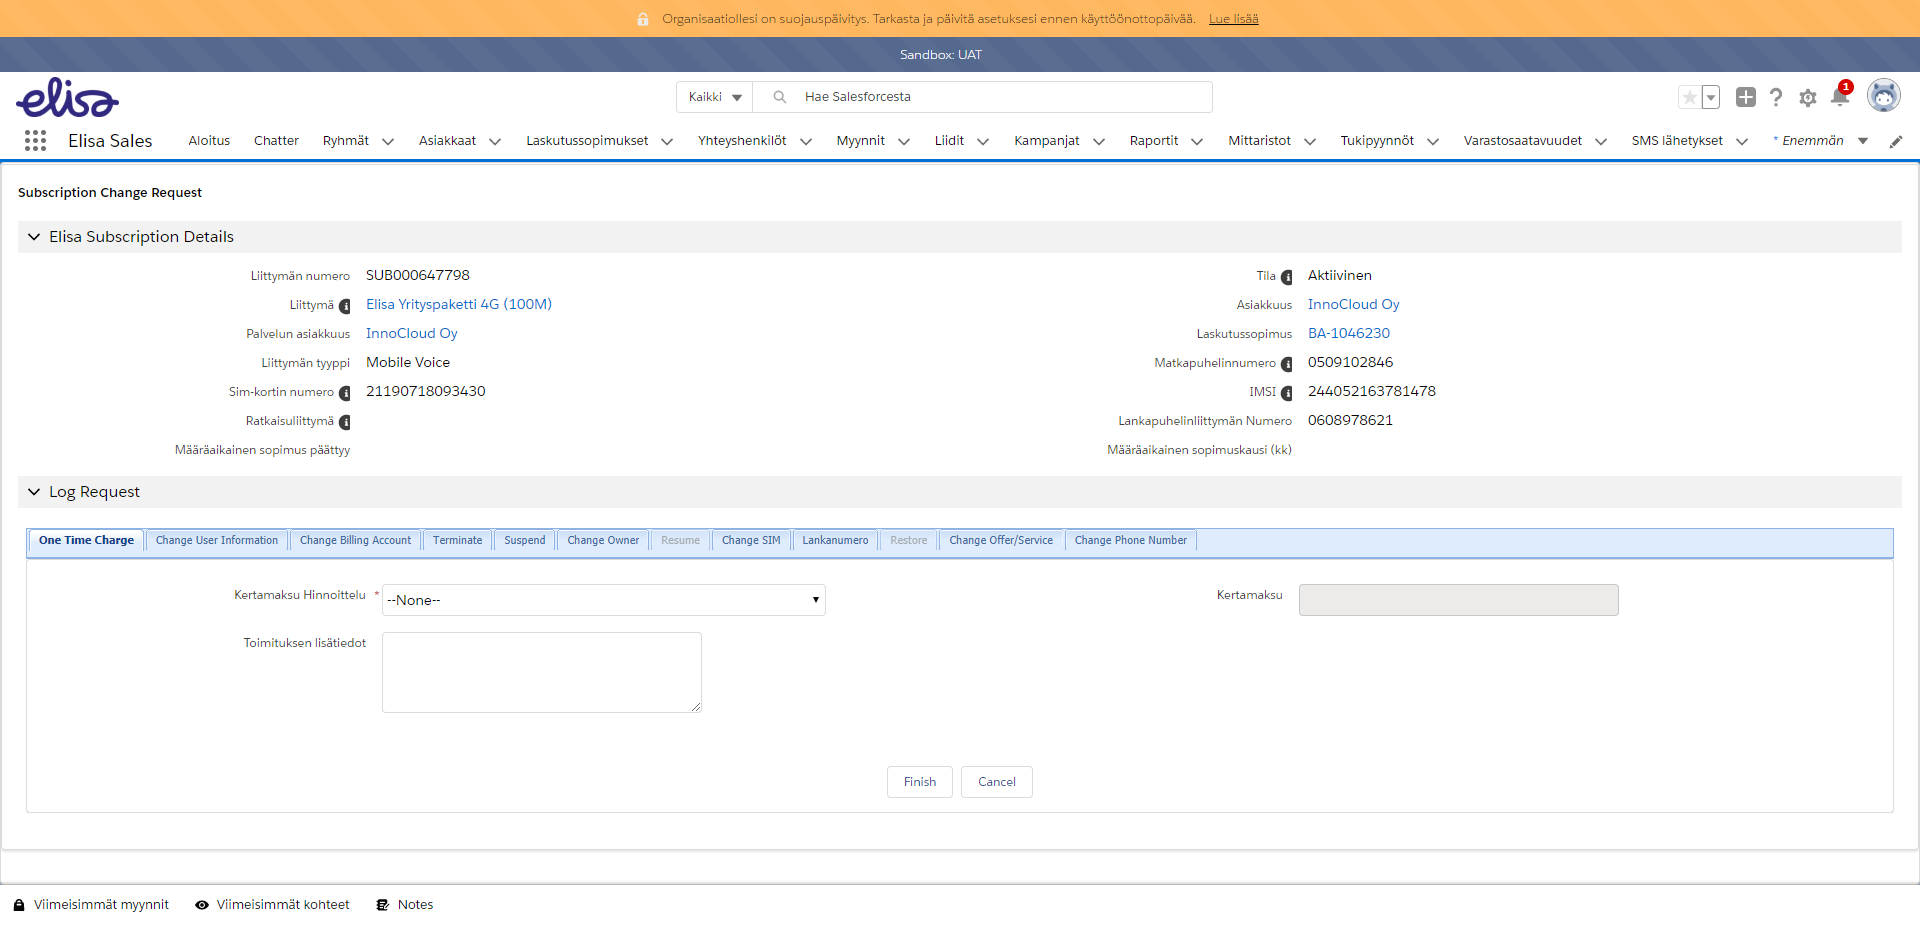 Organisaatiollesi on suojauspäivitys. Tarkasta ja päivitä asetuksesi ennen käyttöönottopäivää. Lue lisää
Sandbox: UAT
elisa
Kaikki Hae Salesforcesta
1
Elisa Sales Aloitus Chatter Ryhmät Asiakkaat Laskutussopimukset Yhteyshenkilöt Myynnit Liidit Kampanjat Raportit Mittaristot Tukipyynnöt Varastosaatavuudet SMS lähetykset * Enemmän
Subscription Change Request
Elisa Subscription Details
Liittymän numero SUB000647798 Tila Aktiivinen
Liittymä Elisa Yrityspaketti 4G (100M) Asiakkuus InnoCloud Oy
Palvelun asiakkuus InnoCloud Oy Laskutussopimus BA-1046230
Liittymän tyyppi Mobile Voice Matkapuhelinnumero 0509102846
Sim-kortin numero 21190718093430 IMSI 244052163781478
Ratkaisuliittymä Lankapuhelinliittymän Numero 0608978621
Määräaikainen sopimus päättyy Määräaikainen sopimuskausi (kk)
Log Request
One Time Charge Change User Information Change Billing Account Terminate Suspend Change Owner Resume Change SIM Lankanumero Restore Change Offer/Service Change Phone Number
Kertamaksu Hinnoittelu * --None-- Kertamaksu
Toimituksen lisätiedot
Finish Cancel
Viimeisimmät myynnit Viimeisimmät kohteet Notes